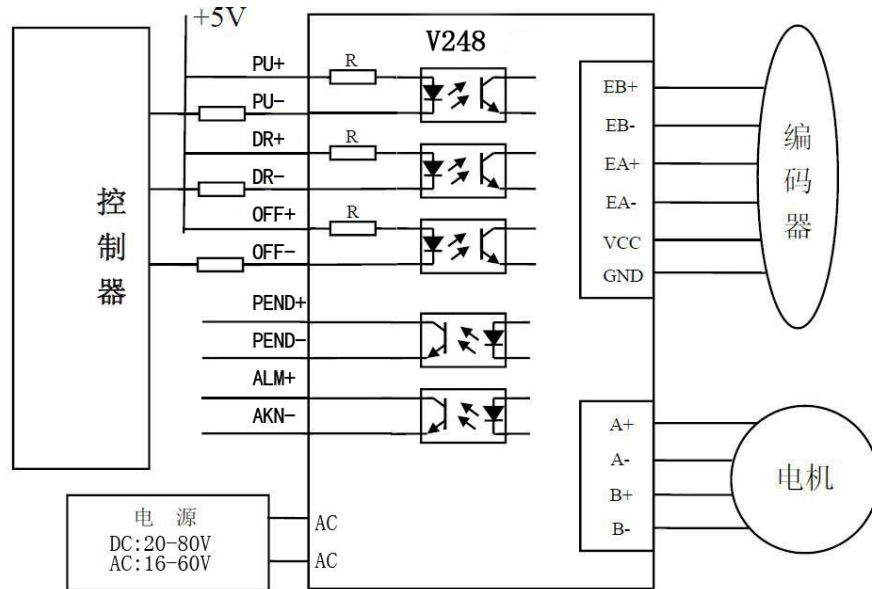 +5V
V248
PU+
R
PU-
DR+
R
DR-
OFF+
R
OFF-
PEND+
PEND-
ALM+
AKN-
控制器
EB+
EB-
EA+
EA-
VCC
GND
编码器
A+
A-
B+
B-
电机
电 源
DC:20-80V
AC:16-60V
AC
AC